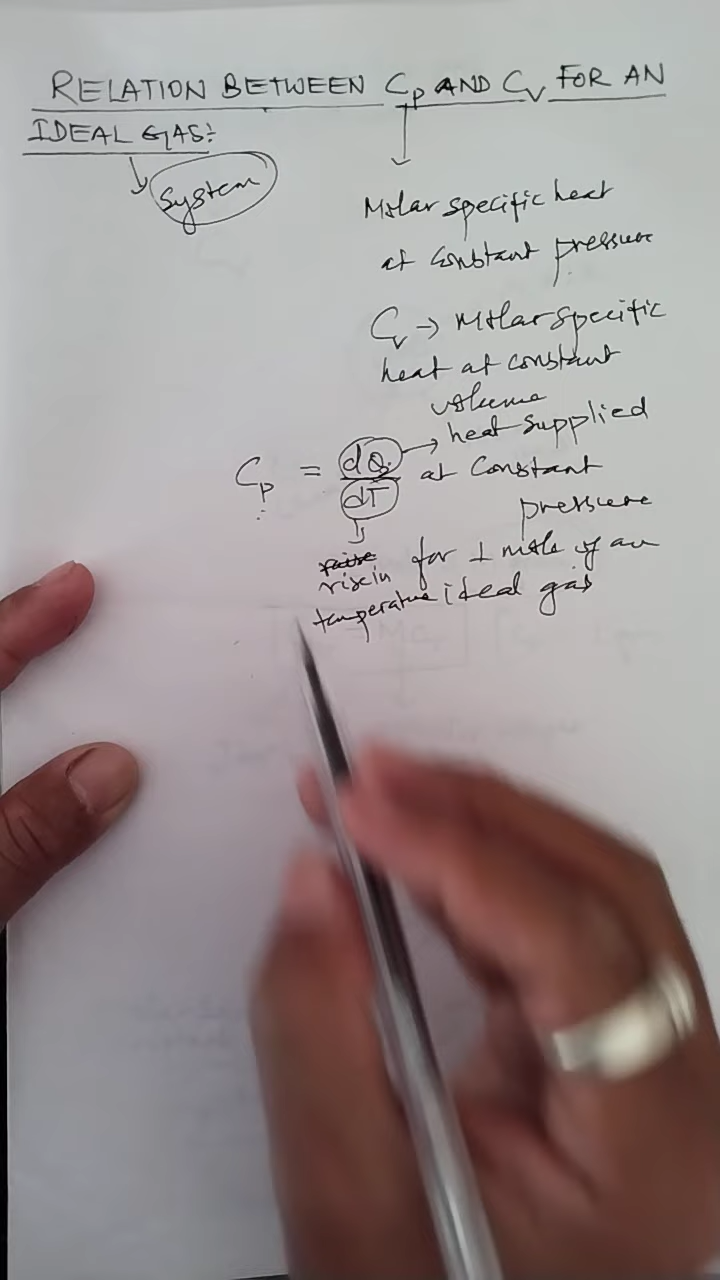 RELATION BETWEEN Cp AND Cv FOR AN
IDEAL GAS:
System
Molar specific heat
at constant pressure
Cv → Molar specific
heat at constant
volume
Cp = dQ/dT → heat supplied
at constant
pressure
for 1 mole of an
ideal gas
raise
rise in
temperature